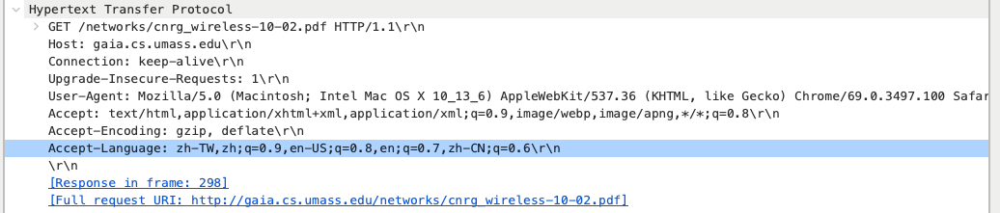 Hypertext Transfer Protocol
GET /networks/cnrg_wireless-10-02.pdf HTTP/1.1\r\n
Host: gaia.cs.umass.edu\r\n
Connection: keep-alive\r\n
Upgrade-Insecure-Requests: 1\r\n
User-Agent: Mozilla/5.0 (Macintosh; Intel Mac OS X 10_13_6) AppleWebKit/537.36 (KHTML, like Gecko) Chrome/69.0.3497.100 Safar
Accept: text/html,application/xhtml+xml,application/xml;q=0.9,image/webp,image/apng,*/*;q=0.8\r\n
Accept-Encoding: gzip, deflate\r\n
Accept-Language: zh-TW,zh;q=0.9,en-US;q=0.8,en;q=0.7,zh-CN;q=0.6\r\n
\r\n
[Response in frame: 298]
[Full request URI: http://gaia.cs.umass.edu/networks/cnrg_wireless-10-02.pdf]